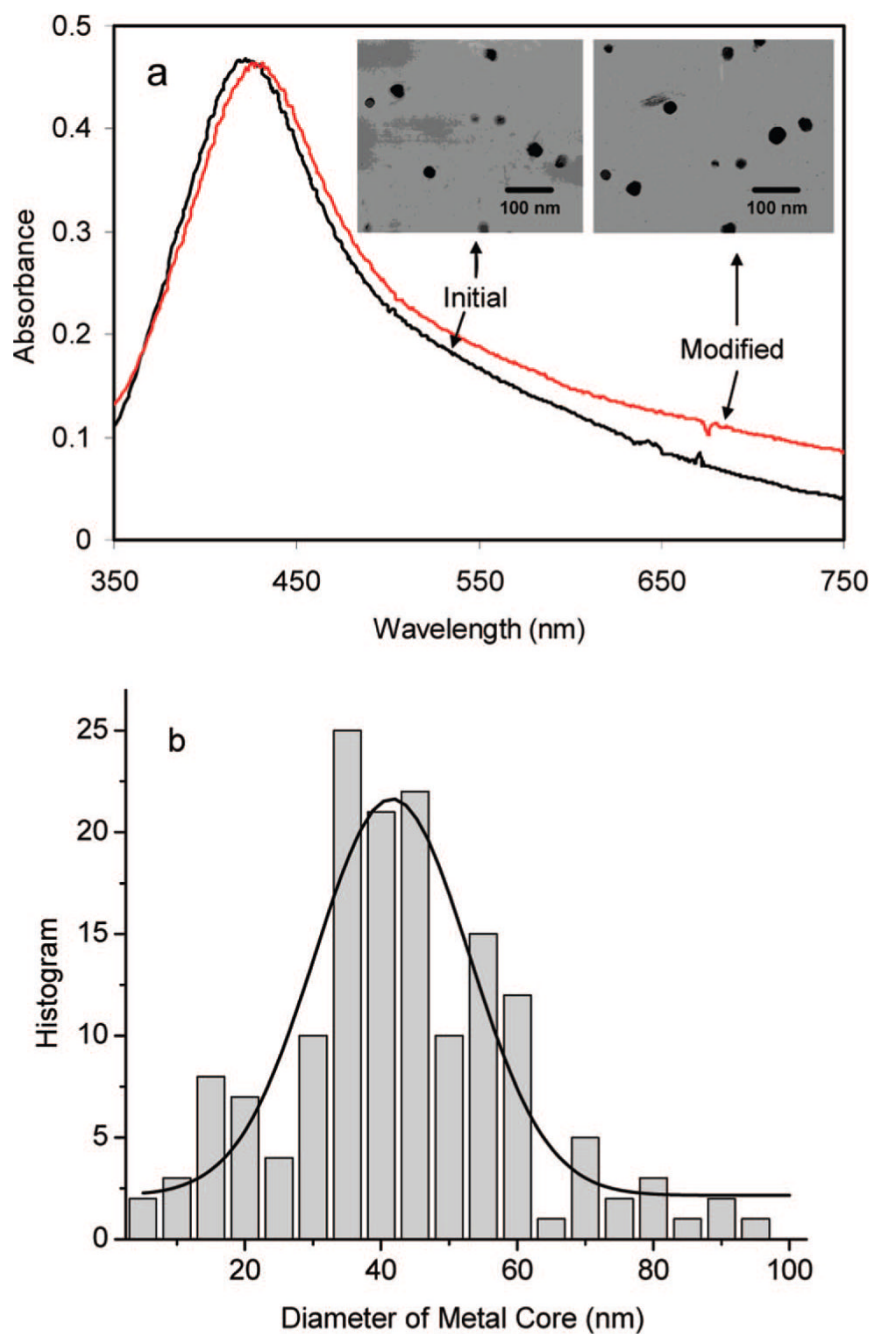 a
0.5
0.4
0.3
0.2
0.1
0
Absorbance
100 nm
100 nm
Initial
Modified
350 450 550 650 750
Wavelength (nm)
b
25
20
15
10
5
0
Histogram
20 40 60 80 100
Diameter of Metal Core (nm)